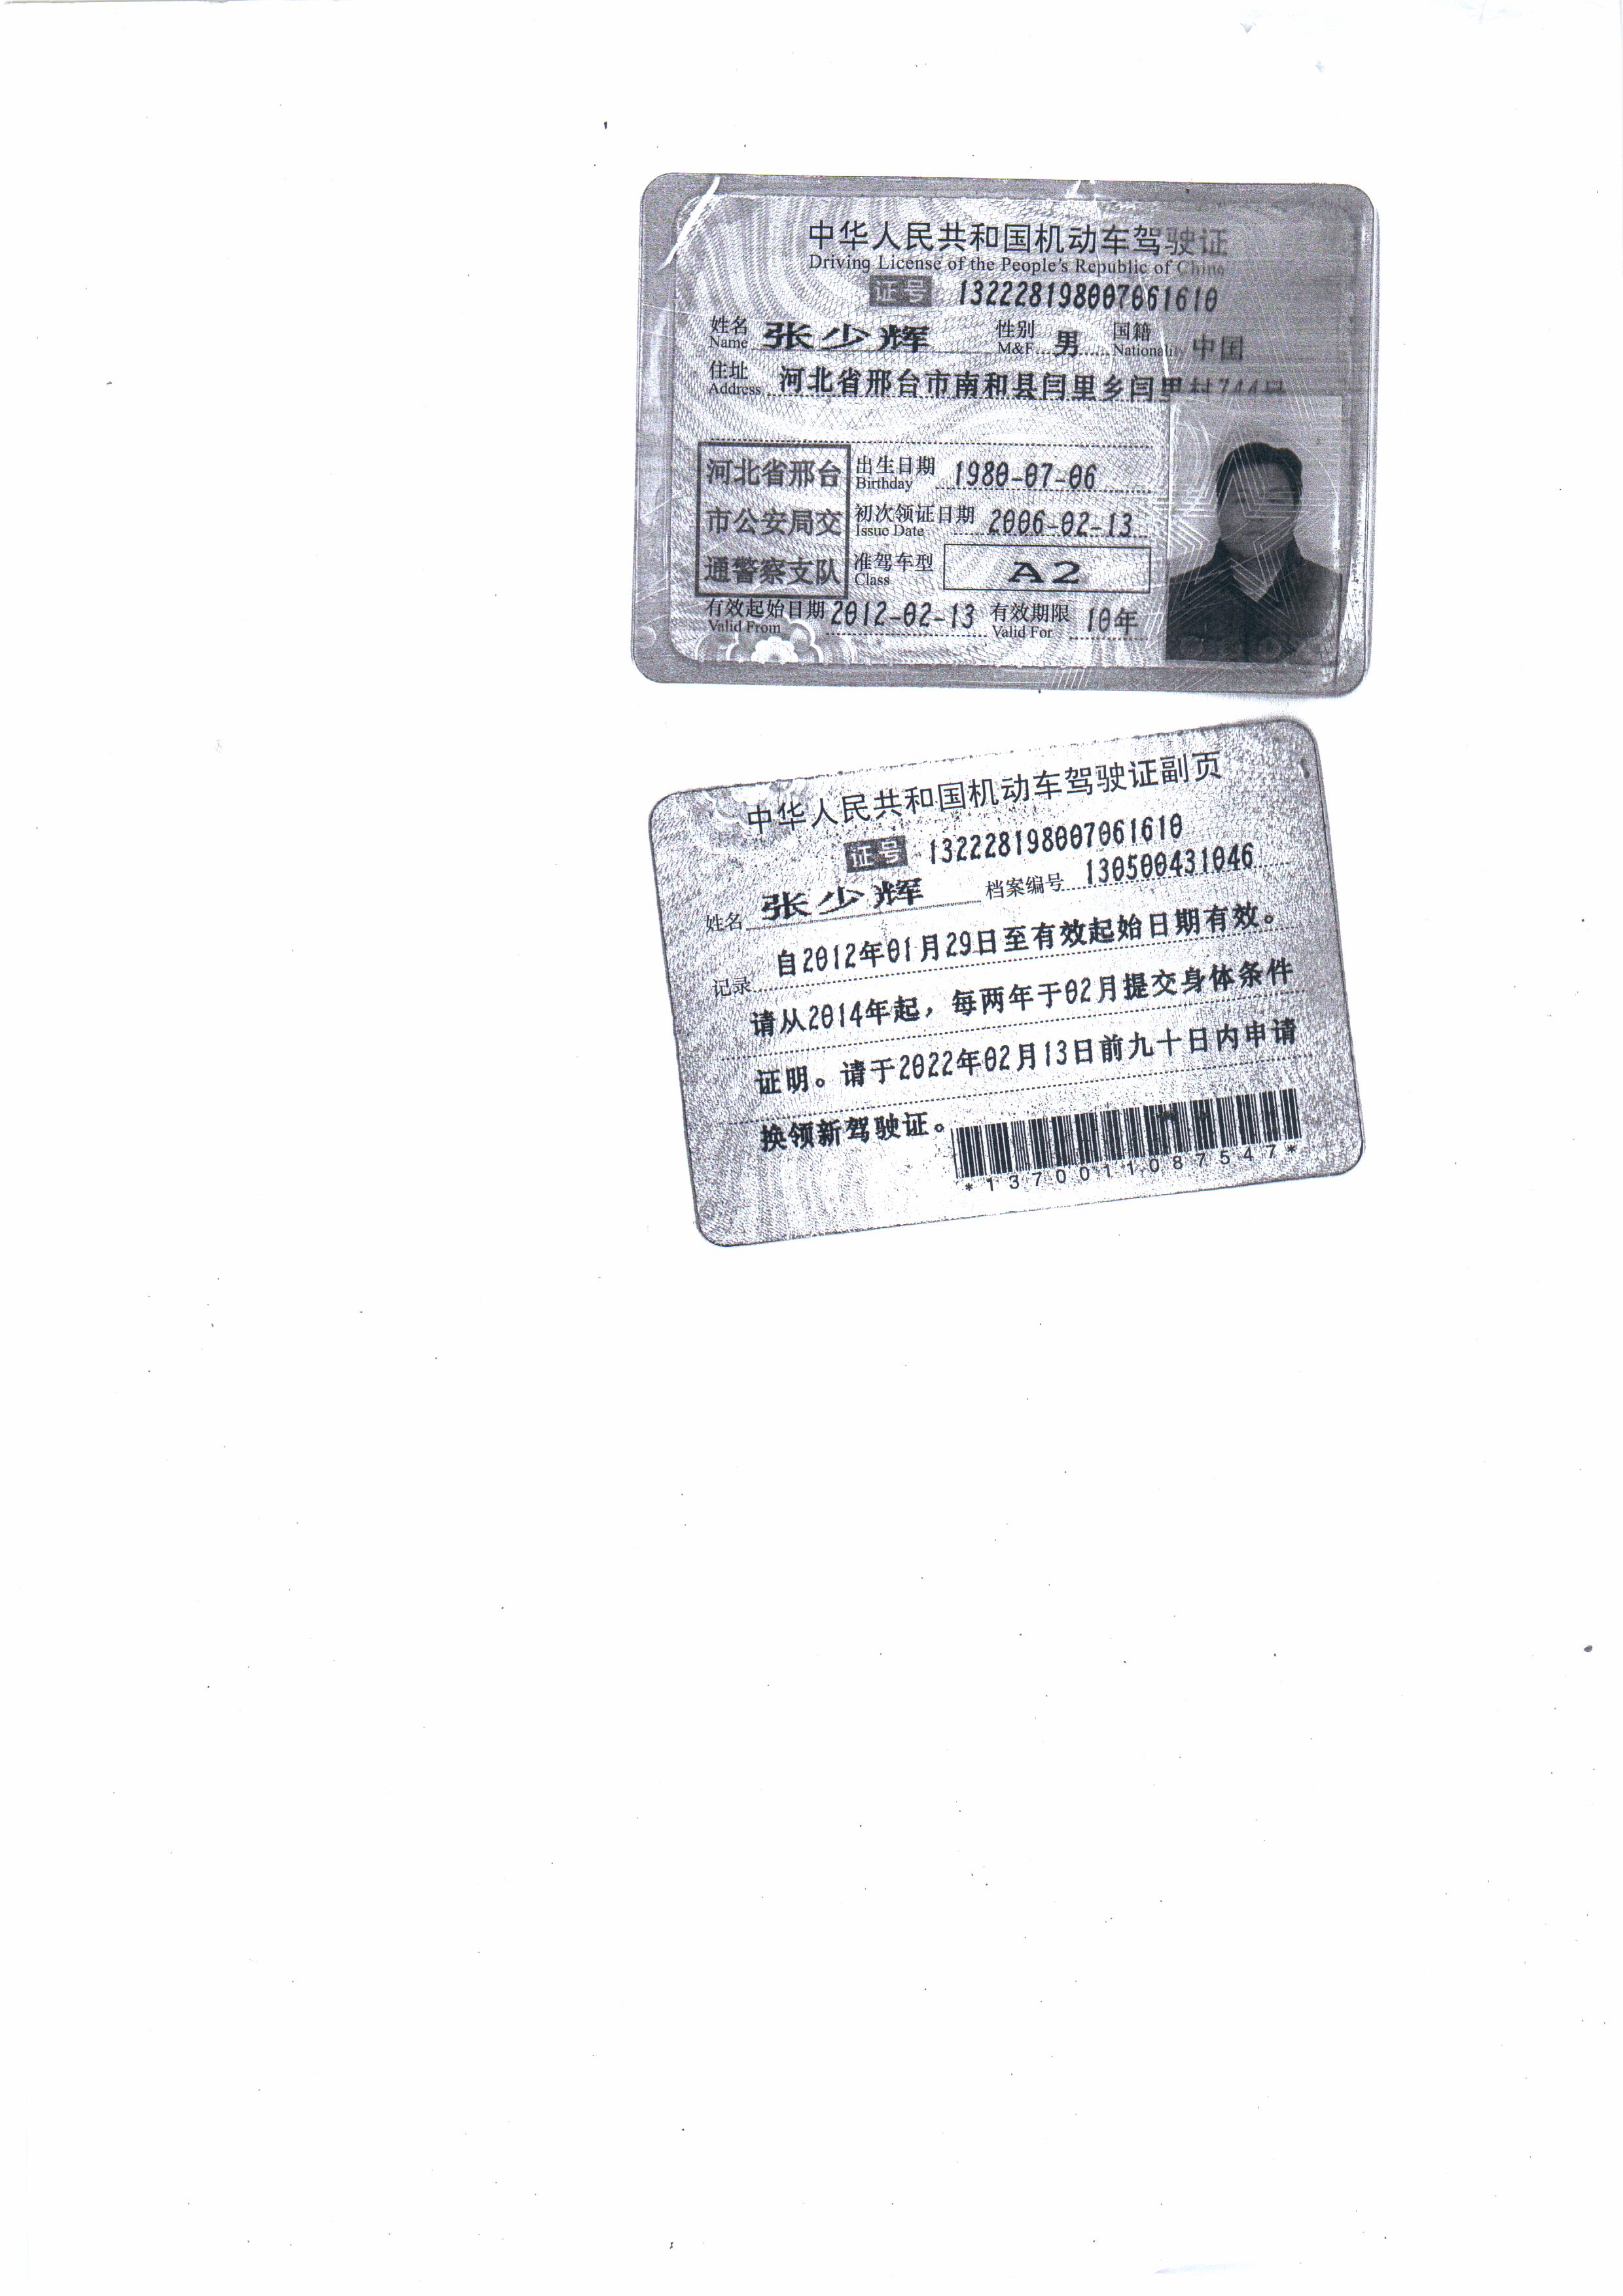 中华人民共和国机动车驾驶证
Driving License of the People's Republic of China
证号 132228198007061610
姓名 张少辉 性别 男 国籍 中国
Name M&F Nationality
住址 河北省邢台市南和县闫里乡闫里村744号
Address
河北省邢台
市公安局交
通警察支队
出生日期 1980-07-06
Birthday
初次领证日期 2006-02-13
Issue Date
准驾车型 A2
Class
有效起始日期 2012-02-13 有效期限 10年
Valid From Valid For
中华人民共和国机动车驾驶证副页
证号 132228198007061610
姓名 张少辉 档案编号 130500431046
记录 自2012年01月29日至有效起始日期有效。
请从2014年起，每两年于02月提交身体条件
证明。请于2022年02月13日前九十日内申请
换领新驾驶证。
*1370011087547*